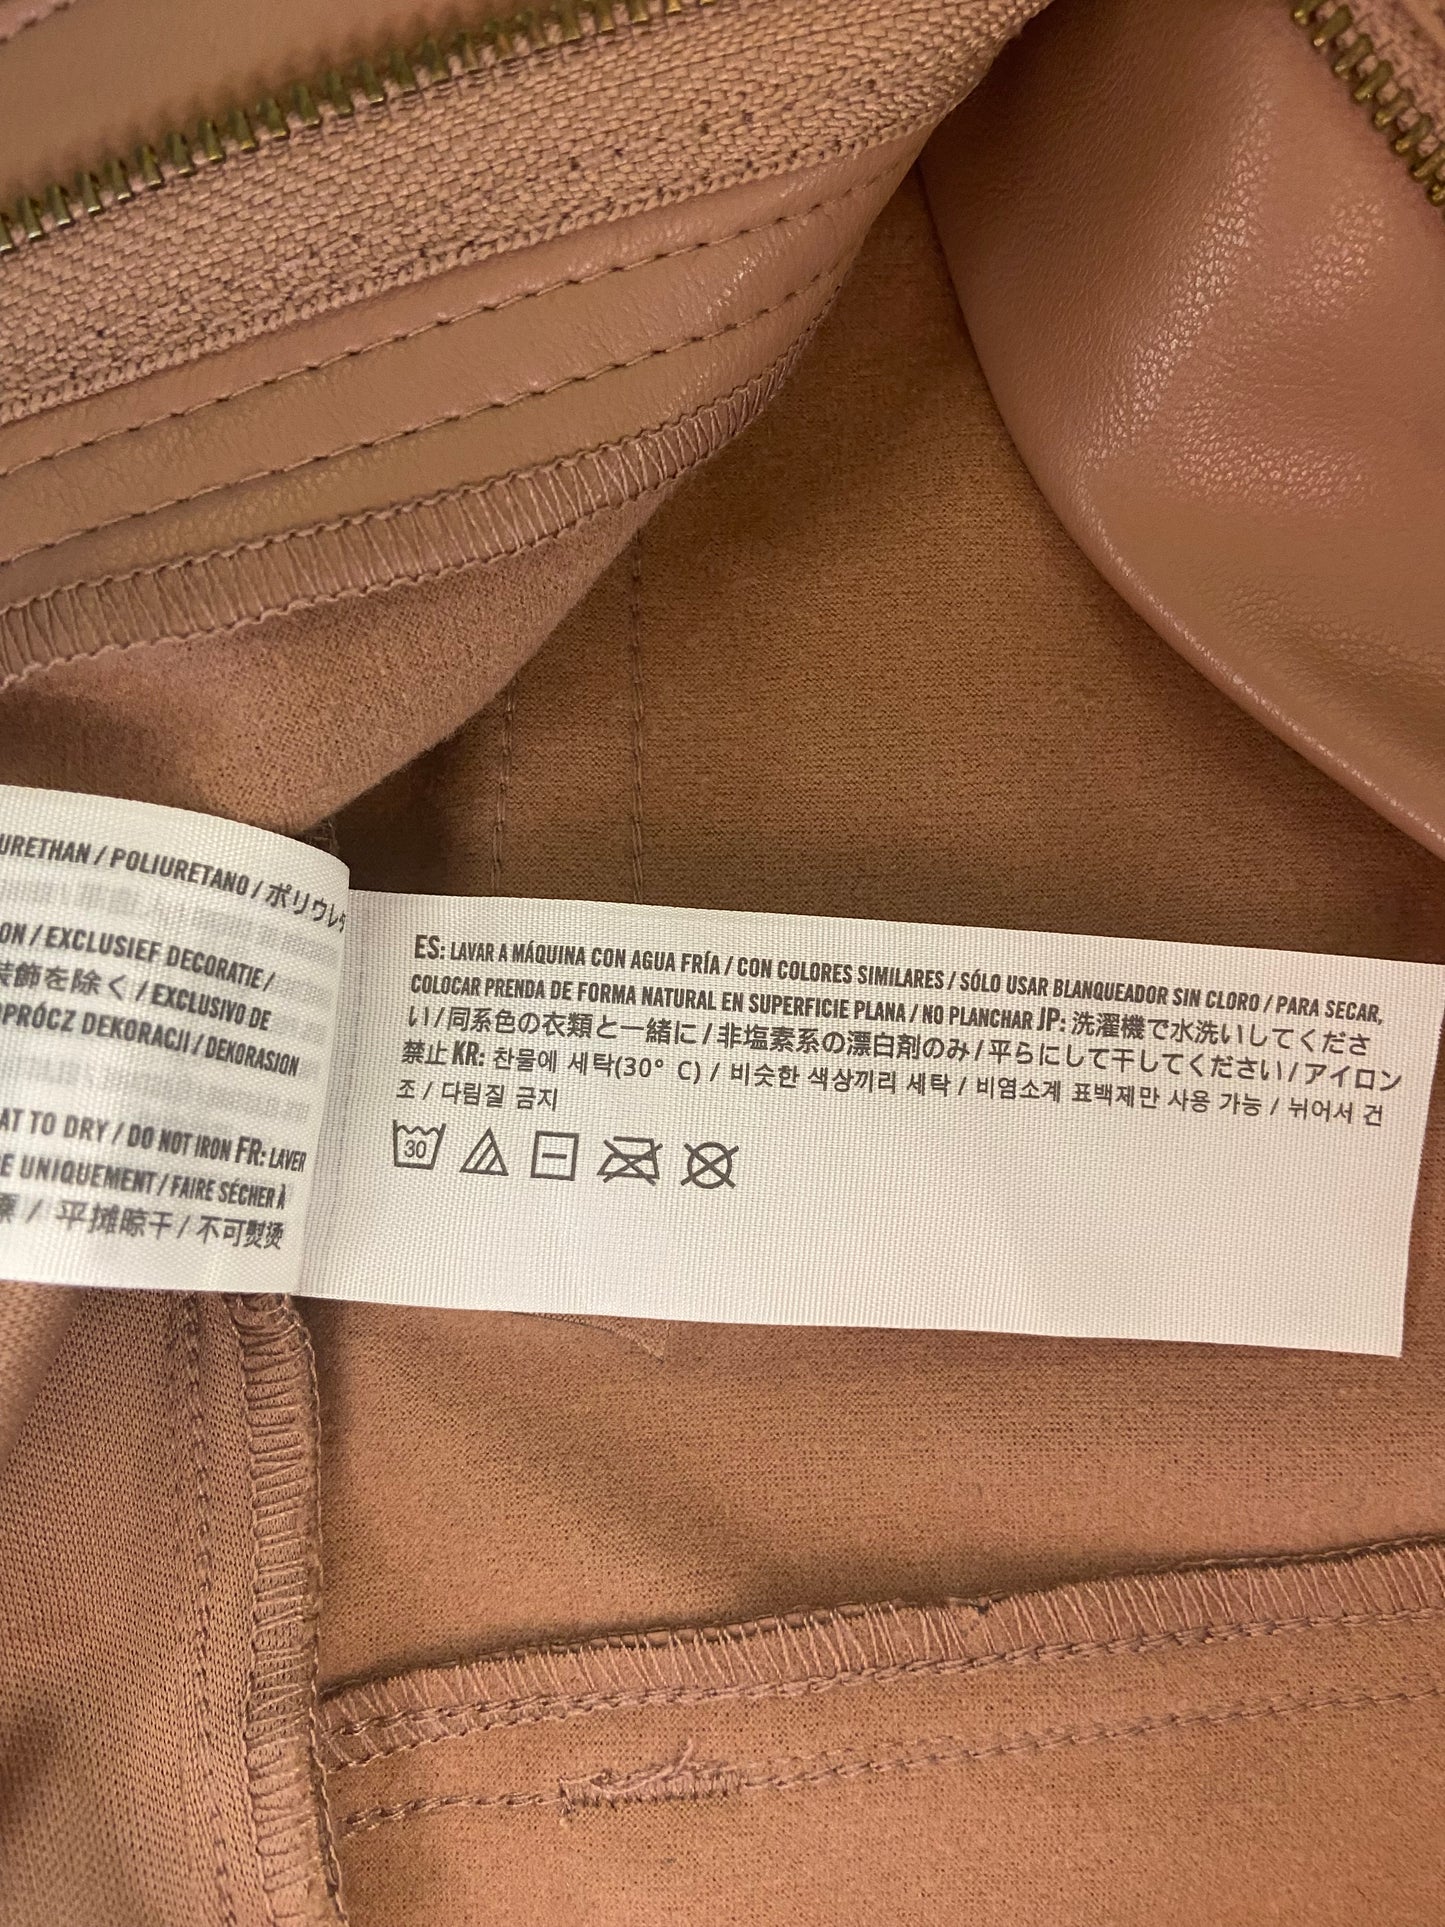 / POLIURETANO / ポリウレタ
/ EXCLUSIEF DECORATIE /
装飾を除く / EXCLUSIVO DE
OPRÓCZ DEKORACJI / DEKORASION
AT TO DRY / DO NOT IRON FR: LAVER
E UNIQUEMENT / FAIRE SÉCHER À
/ 平摊晾干 / 不可熨烫
ES: LAVAR A MÁQUINA CON AGUA FRÍA / CON COLORES SIMILARES / SÓLO USAR BLANQUEADOR SIN CLORO / PARA SECAR,
COLOCAR PRENDA DE FORMA NATURAL EN SUPERFICIE PLANA / NO PLANCHAR JP: 洗濯機で水洗いしてくださ
い / 同系色の衣類と一緒に / 非塩素系の漂白剤のみ / 平らにして干してください / アイロン
禁止 KR: 찬물에 세탁(30° C) / 비슷한 색상끼리 세탁 / 비염소계 표백제만 사용 가능 / 뉘어서 건
조 / 다림질 금지
30